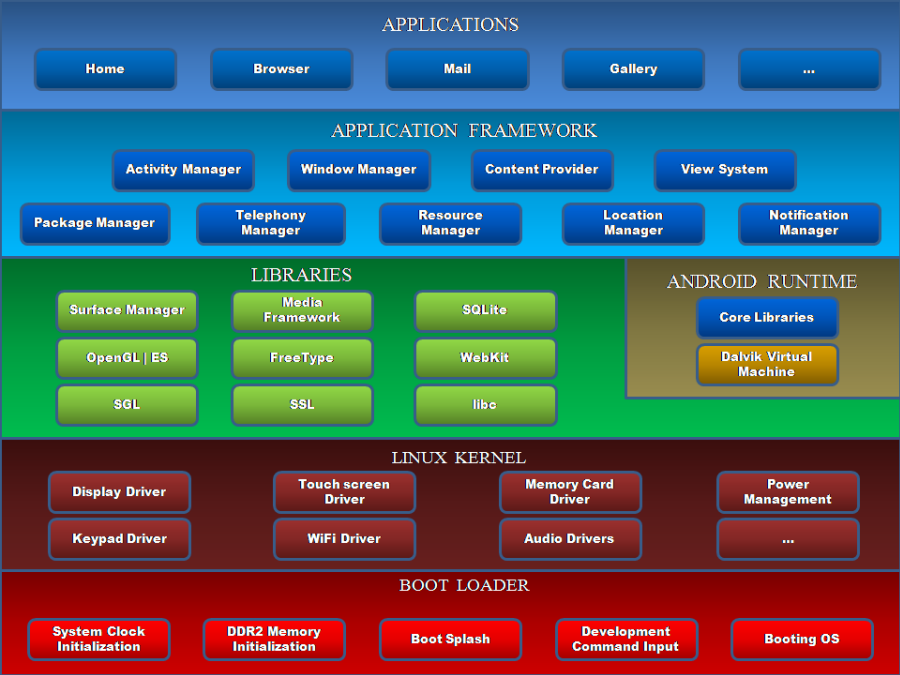 APPLICATIONS
Home
Browser
Mail
Gallery
...
APPLICATION FRAMEWORK
Activity Manager
Window Manager
Content Provider
View System
Package Manager
Telephony
Manager
Resource
Manager
Location
Manager
Notification
Manager
LIBRARIES
Surface Manager
Media
Framework
SQLite
OpenGL | ES
FreeType
WebKit
SGL
SSL
libc
ANDROID RUNTIME
Core Libraries
Dalvik Virtual
Machine
LINUX KERNEL
Display Driver
Touch screen
Driver
Memory Card
Driver
Power
Management
Keypad Driver
WiFi Driver
Audio Drivers
...
BOOT LOADER
System Clock
Initialization
DDR2 Memory
Initialization
Boot Splash
Development
Command Input
Booting OS